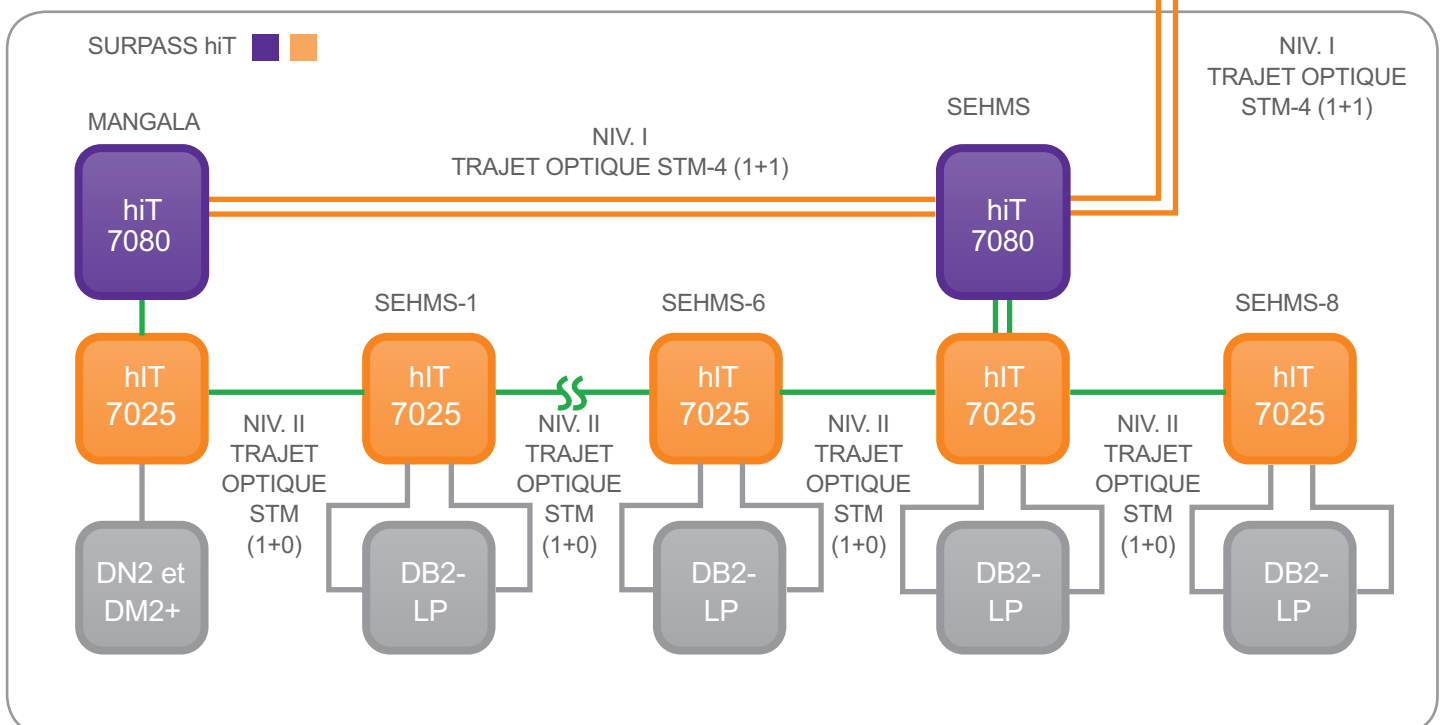 SURPASS hiT
NIV. I
TRAJET OPTIQUE
STM-4 (1+1)
MANGALA
NIV. I
TRAJET OPTIQUE STM-4 (1+1)
SEHMS
hiT
7080
hiT
7080
SEHMS-1
SEHMS-6
SEHMS-8
hIT
7025
hIT
7025
hIT
7025
hIT
7025
hIT
7025
NIV. II
TRAJET
OPTIQUE
STM
(1+0)
NIV. II
TRAJET
OPTIQUE
STM
(1+0)
NIV. II
TRAJET
OPTIQUE
STM
(1+0)
NIV. II
TRAJET
OPTIQUE
STM
(1+0)
DN2 et
DM2+
DB2-
LP
DB2-
LP
DB2-
LP
DB2-
LP